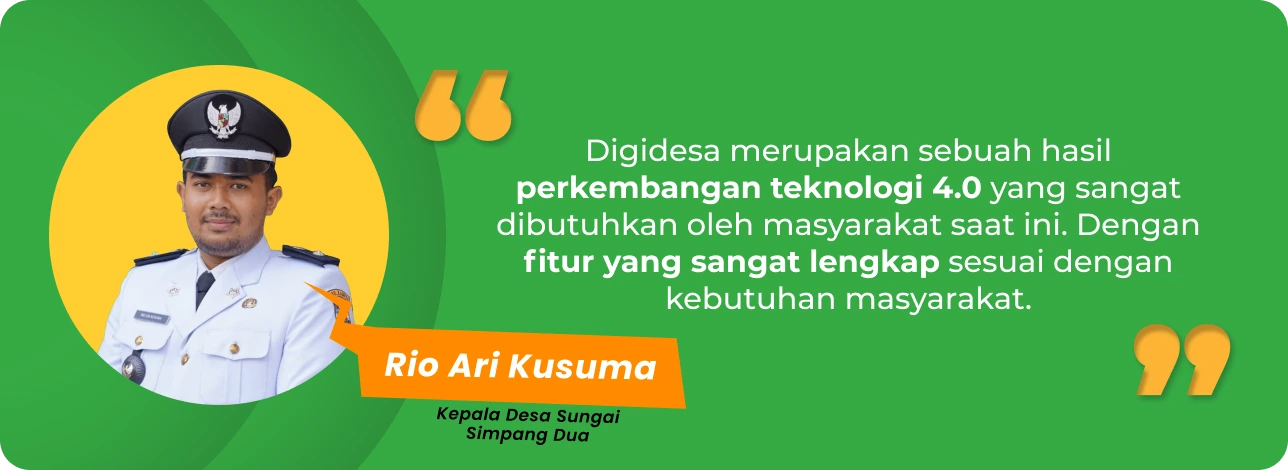 Digidesa merupakan sebuah hasil
perkembangan teknologi 4.0 yang sangat
dibutuhkan oleh masyarakat saat ini. Dengan
fitur yang sangat lengkap sesuai dengan
kebutuhan masyarakat.
Rio Ari Kusuma
Kepala Desa Sungai
Simpang Dua